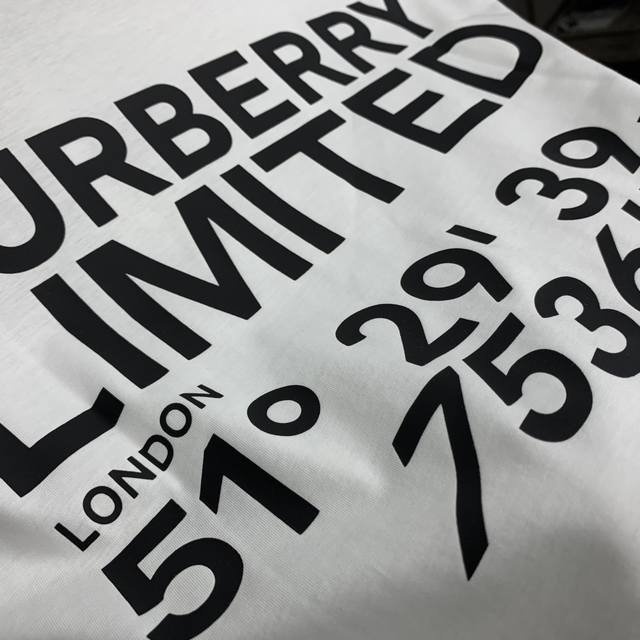 URBERRY
LIMITED
LONDON
51° 29' 39
7536